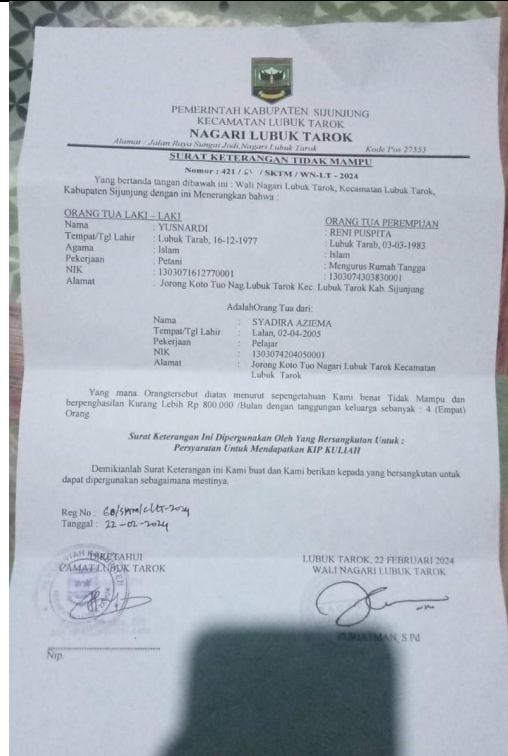 PEMERINTAH KABUPATEN SIJUNJUNG
KECAMATAN LUBUK TAROK
NAGARI LUBUK TAROK
Alamat : Jalan Raya Sungai Jodi,Nagari Lubuk Tarok Kode Pos 27553
SURAT KETERANGAN TIDAK MAMPU
Nomor : 421 / / SKTM / WN-LT - 2024
Yang bertanda tangan dibawah ini : Wali Nagari Lubuk Tarok, Kecamatan Lubuk Tarok,
Kabupaten Sijunjung dengan ini Menerangkan bahwa :
ORANG TUA LAKI – LAKI ORANG TUA PEREMPUAN
Nama : YUSNARDI : RENI PUSPITA
Tempat/Tgl Lahir : Lubuk Tarab, 16-12-1977 : Lubuk Tarab, 03-03-1983
Agama : Islam : Islam
Pekerjaan : Petani : Mengurus Rumah Tangga
NIK : 1303071612770001 : 1303074303830001
Alamat : Jorong Koto Tuo Nag.Lubuk Tarok Kec. Lubuk Tarok Kab. Sijunjung
AdalahOrang Tua dari:
Nama : SYADIRA AZIEMA
Tempat/Tgl Lahir : Lalan, 02-04-2005
Pekerjaan : Pelajar
NIK : 1303074204050001
Alamat : Jorong Koto Tuo Nagari Lubuk Tarok Kecamatan
Lubuk Tarok
Yang mana Orangtersebut diatas menurut sepengetahuan Kami benar Tidak Mampu dan
berpenghasilan Kurang Lebih Rp 800.000 /Bulan dengan tanggungan keluarga sebanyak : 4 (Empat)
Orang
Surat Keterangan Ini Dipergunakan Oleh Yang Bersangkutan Untuk :
Persyaratan Untuk Mendapatkan KIP KULIAH
Demikianlah Surat Keterangan ini Kami buat dan Kami berikan kepada yang bersangkutan untuk
dapat dipergunakan sebagaimana mestinya.
Reg No : 60/SKTM/CLBT-2024
Tanggal : 22-02-2024
DIKETAHUI
CAMAT LUBUK TAROK
Nip.
LUBUK TAROK, 22 FEBRUARI 2024
WALI NAGARI LUBUK TAROK
S.Pd